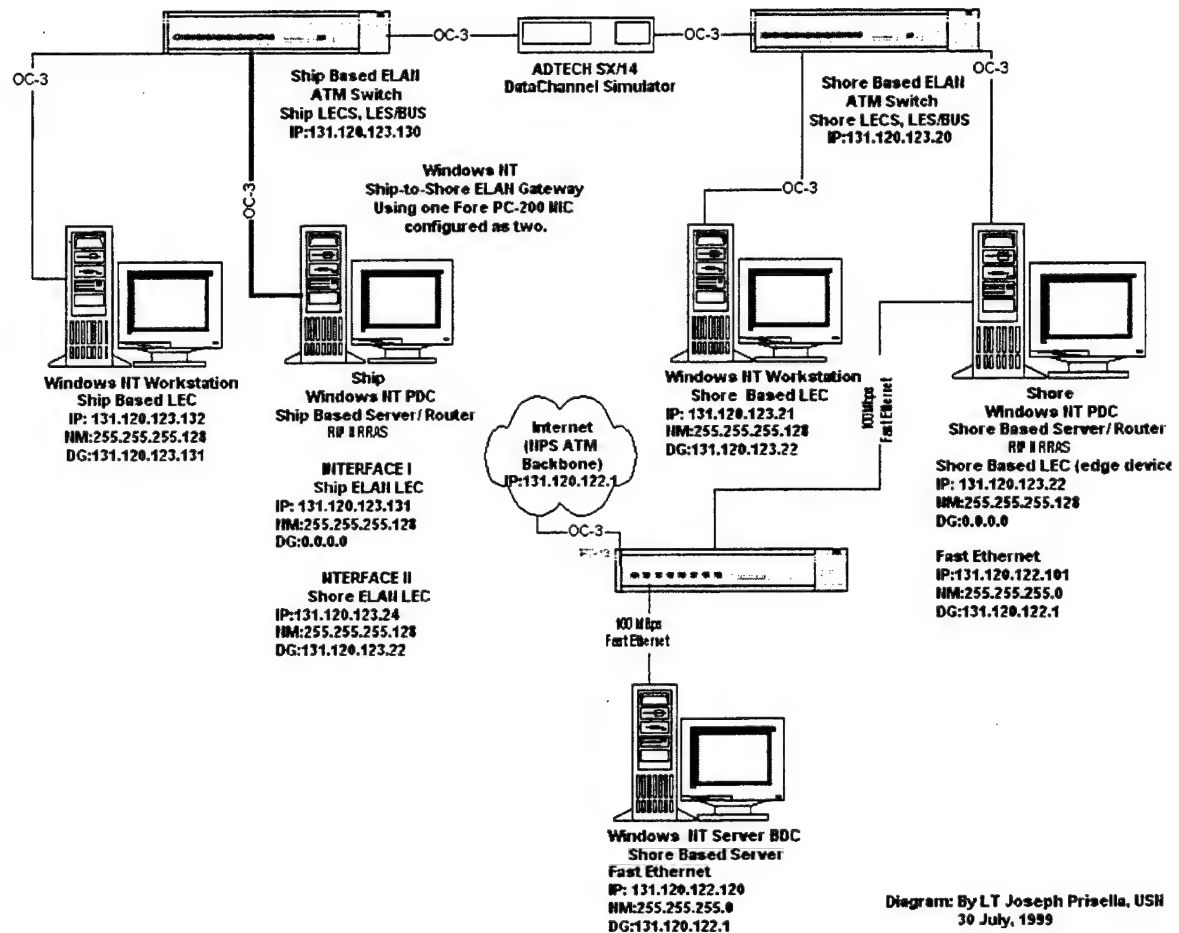 OC-3
OC-3
OC-3
ADTECH SX/14
DataChannel Simulator
Ship Based ELAN
ATM Switch
Ship LECS, LES/BUS
IP:131.120.123.130
Shore Based ELAN
ATM Switch
Shore LECS, LES/BUS
IP:131.120.123.20
OC-3
OC-3
OC-3
Windows NT
Ship-to-Shore ELAN Gateway
Using one Fore PC-200 NIC
configured as two.
Windows NT Workstation
Ship Based LEC
IP: 131.120.123.132
NM:255.255.255.128
DG:131.120.123.131
Ship
Windows NT PDC
Ship Based Server/Router
RIP II RRAS
INTERFACE I
Ship ELAN LEC
IP: 131.120.123.131
NM:255.255.255.128
DG:0.0.0.0
INTERFACE II
Shore ELAN LEC
IP:131.120.123.24
NM:255.255.255.128
DG:131.120.123.22
Internet
(NPS ATM
Backbone)
IP:131.120.122.1
OC-3
Windows NT Workstation
Shore Based LEC
IP: 131.120.123.21
NM:255.255.255.128
DG:131.120.123.22
100Mbps
Fast Ethernet
Shore
Windows NT PDC
Shore Based Server/Router
RIP II RRAS
Shore Based LEC (edge device
IP: 131.120.123.22
NM:255.255.255.128
DG:0.0.0.0
Fast Ethernet
IP:131.120.122.101
NM:255.255.255.0
DG:131.120.122.1
100 Mbps
Fast Ethernet
Windows NT Server BDC
Shore Based Server
Fast Ethernet
IP: 131.120.122.120
NM:255.255.255.0
DG:131.120.122.1
Diagram: By LT Joseph Prisella, USN
30 July, 1999